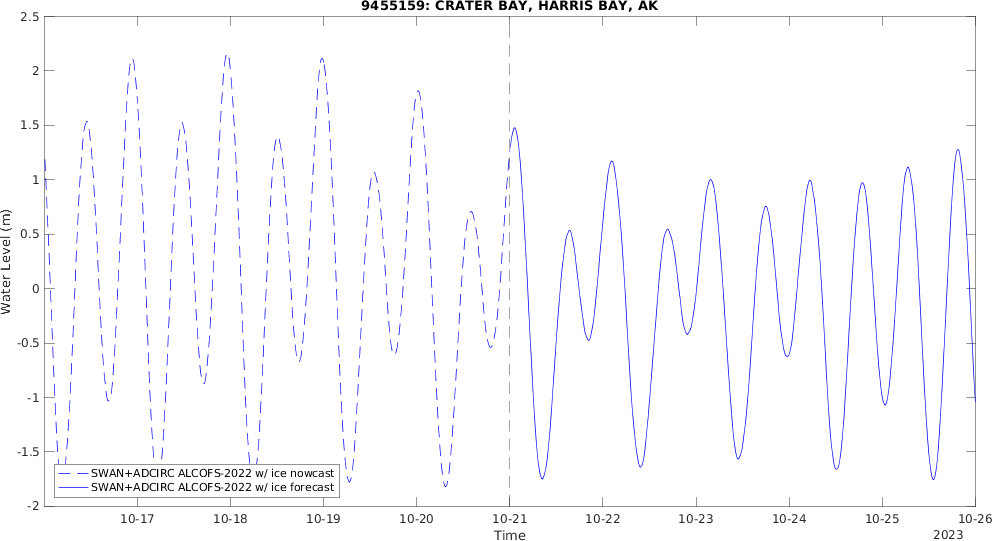 9455159: CRATER BAY, HARRIS BAY, AK
2.5
2
1.5
1
0.5
0
-0.5
-1
-1.5
-2
Water Level (m)
SWAN+ADCIRC ALCOFS-2022 w/ ice nowcast
SWAN+ADCIRC ALCOFS-2022 w/ ice forecast
10-17 10-18 10-19 10-20 10-21 10-22 10-23 10-24 10-25 10-26
Time
2023